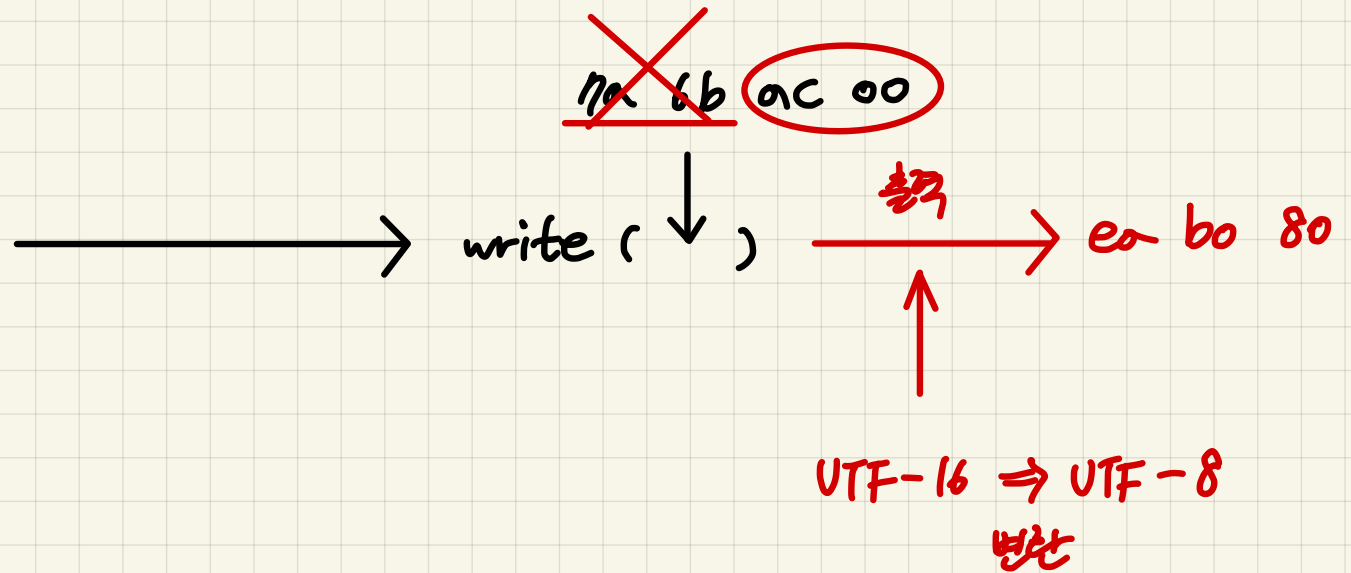 7a 6b ac 00
출력
write ( ) ea b0 80
UTF-16 ⇒ UTF-8
변환